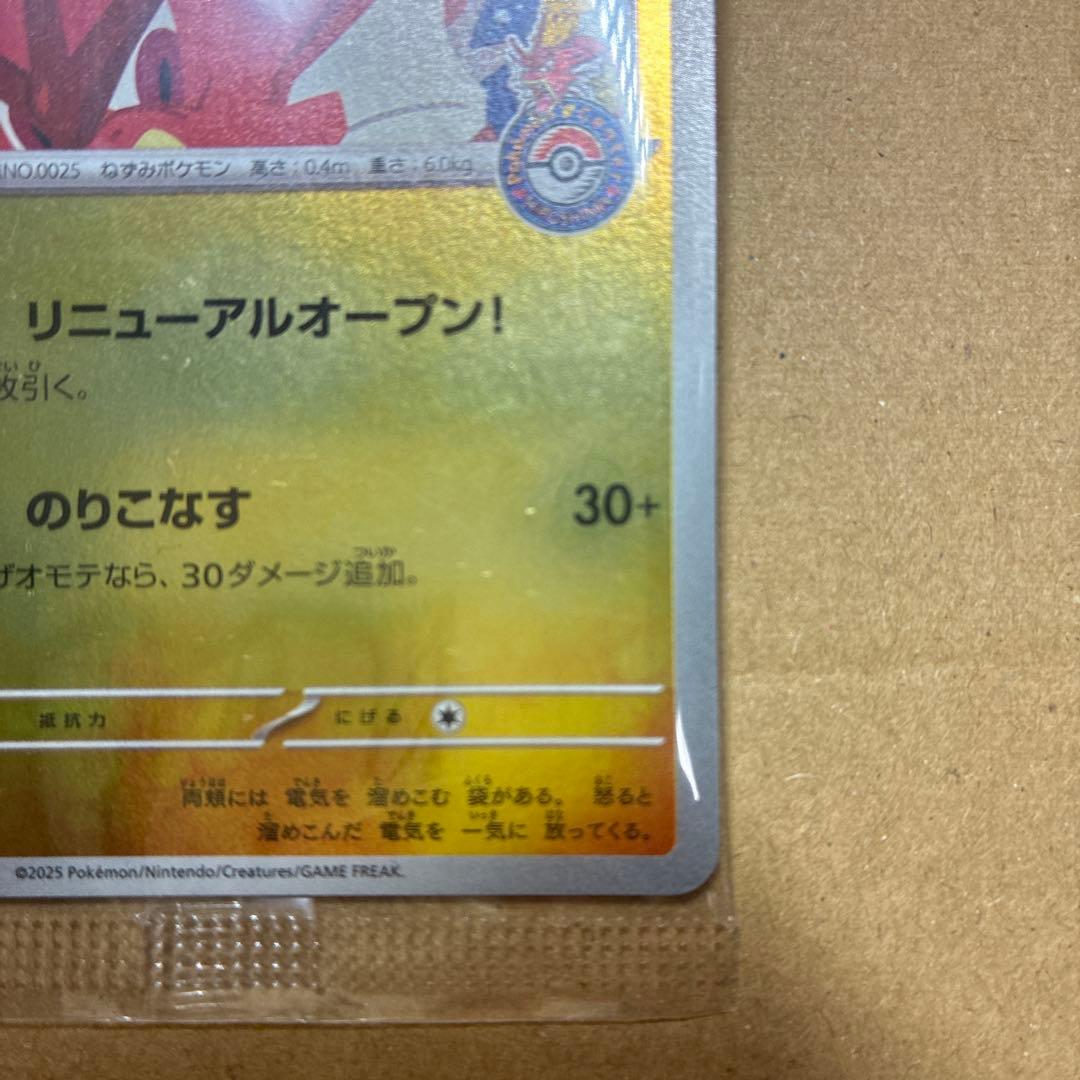 NO.0025 ねずみポケモン 高さ：0.4m 重さ：6.0kg
リニューアルオープン！
枚引く。
のりこなす 30+
ばオモテなら、30ダメージ追加。
抵抗力 にげる
両頬には 電気を 溜めこむ 袋がある。 怒ると
溜めこんだ 電気を 一気に 放ってくる。
©2025 Pokémon/Nintendo/Creatures/GAME FREAK.